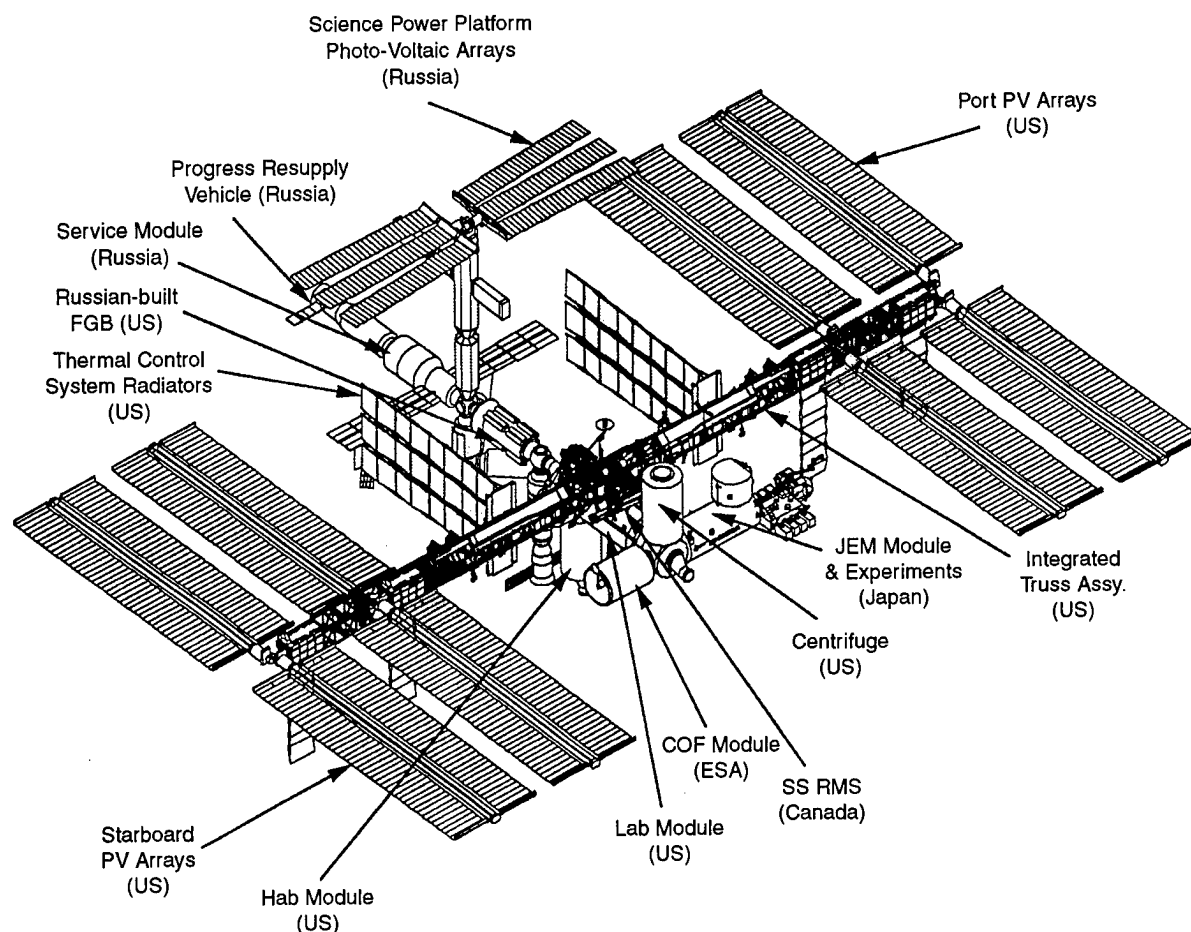 Science Power Platform
Photo-Voltaic Arrays
(Russia)
Port PV Arrays
(US)
Progress Resupply
Vehicle (Russia)
Service Module
(Russia)
Russian-built
FGB (US)
Thermal Control
System Radiators
(US)
JEM Module
& Experiments
(Japan)
Integrated
Truss Assy.
(US)
Centrifuge
(US)
COF Module
(ESA)
SS RMS
(Canada)
Lab Module
(US)
Starboard
PV Arrays
(US)
Hab Module
(US)